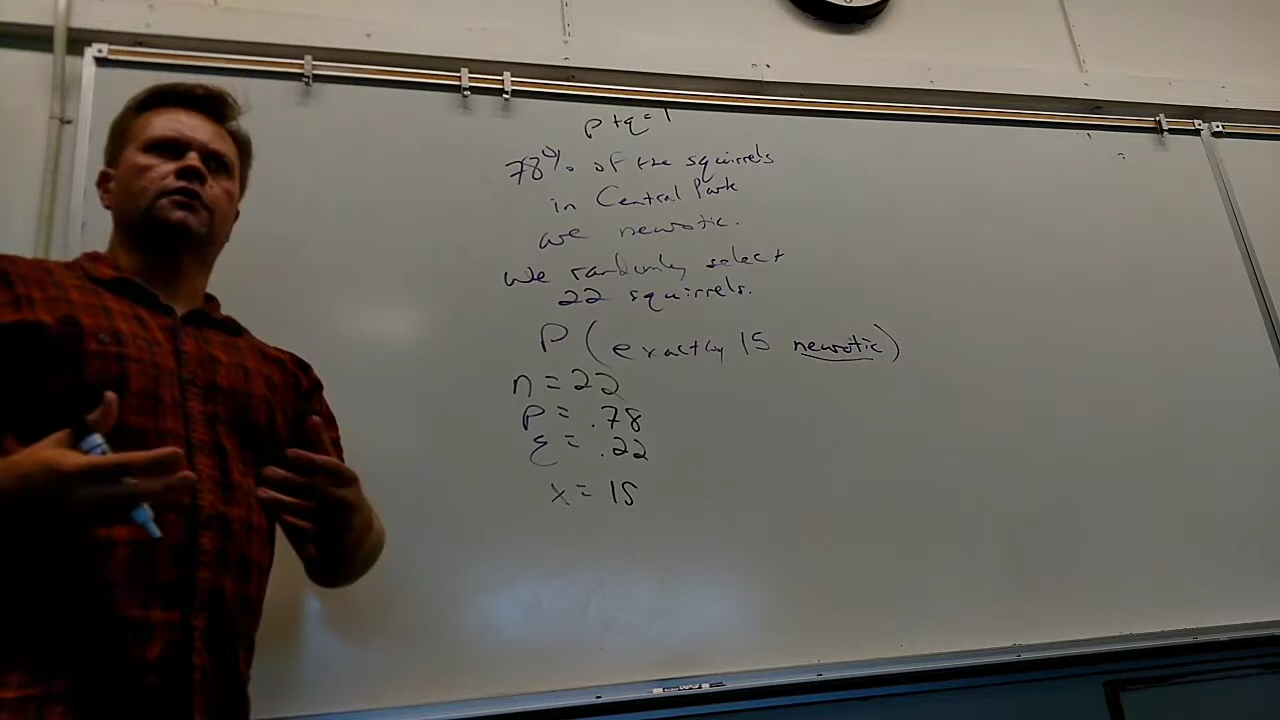 p+q=1
78% of the squirrels
in Central Park
are neurotic.
We randomly select
22 squirrels.
P(exactly 15 neurotic)
n=22
p=.78
q=.22
x=15